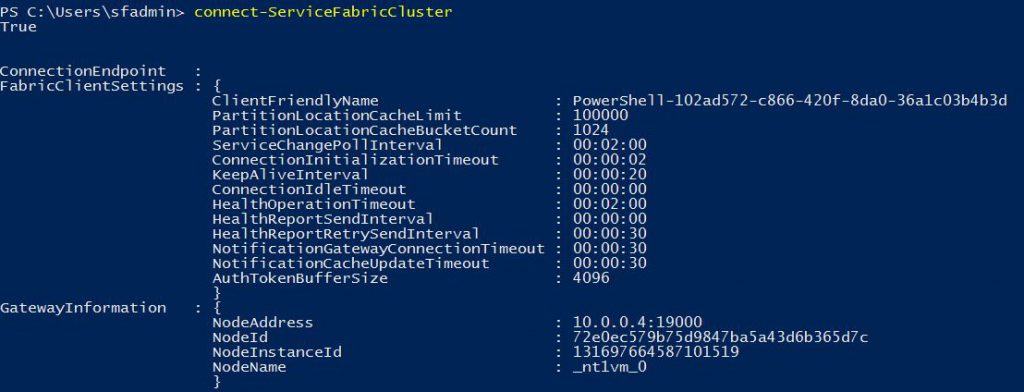 PS C:\Users\sfadmin> connect-ServiceFabricCluster
True
ConnectionEndpoint   :
FabricClientSettings : {
ClientFriendlyName                   : PowerShell-102ad572-c866-420f-8da0-36a1c03b4b3d
PartitionLocationCacheLimit          : 100000
PartitionLocationCacheBucketCount    : 1024
ServiceChangePollInterval            : 00:02:00
ConnectionInitializationTimeout      : 00:00:02
KeepAliveInterval                    : 00:00:20
ConnectionIdleTimeout                : 00:00:00
HealthOperationTimeout               : 00:02:00
HealthReportSendInterval             : 00:00:00
HealthReportRetrySendInterval        : 00:00:30
NotificationGatewayConnectionTimeout : 00:00:30
NotificationCacheUpdateTimeout       : 00:00:30
AuthTokenBufferSize                  : 4096
}
GatewayInformation   : {
NodeAddress                          : 10.0.0.4:19000
NodeId                               : 72e0ec579b75d9847ba5a43d6b365d7c
NodeInstanceId                       : 131697664587101519
NodeName                             : _nt1vm_0
}